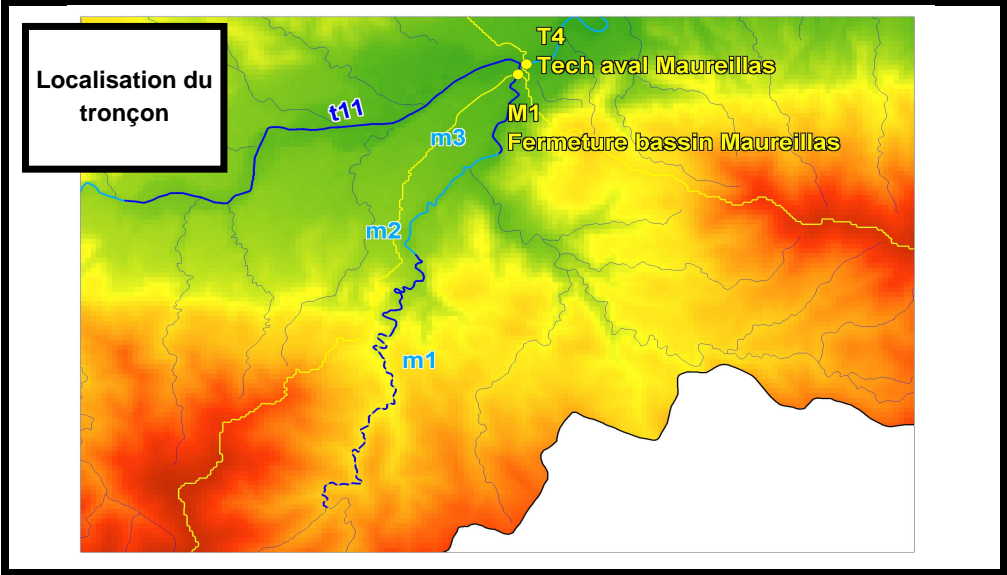 Localisation du
tronçon
T4
Tech aval Maureillas
t11
M1
m3
Fermeture bassin Maureillas
m2
m1